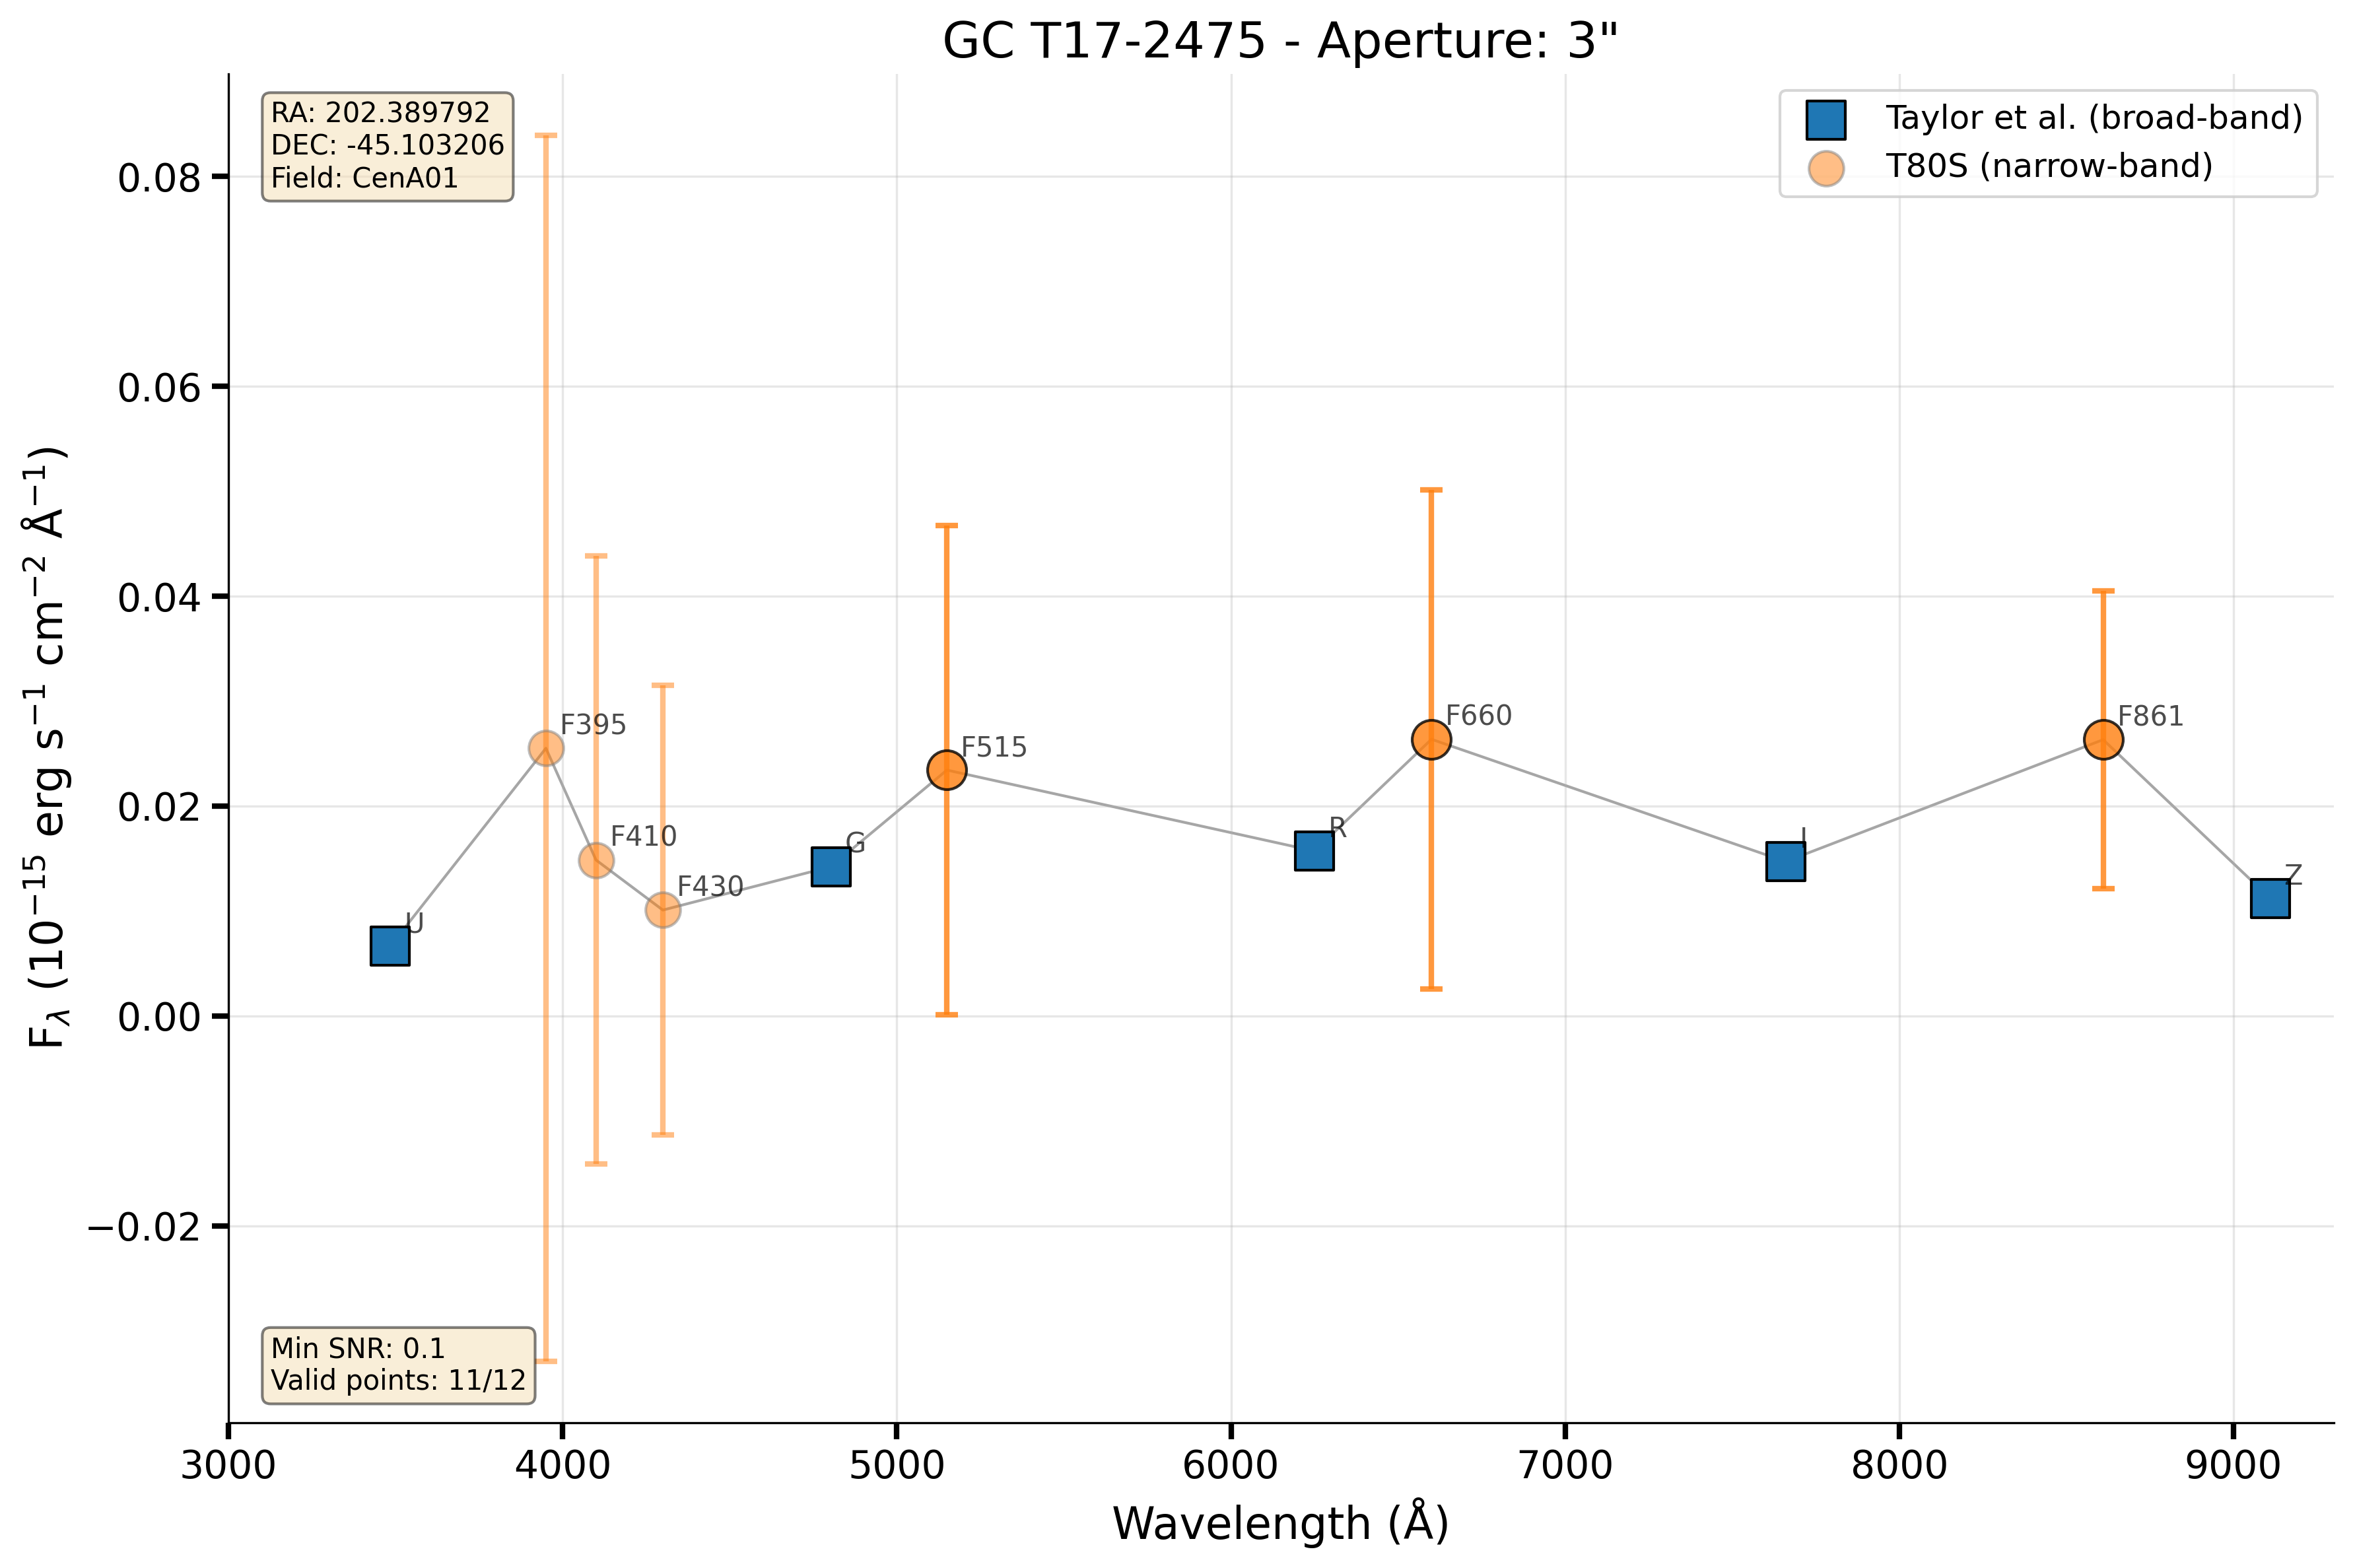 GC T17-2475 - Aperture: 3"
RA: 202.389792
DEC: -45.103206
Field: CenA01
Taylor et al. (broad-band)
T80S (narrow-band)
0.08
0.06
0.04
0.02
0.00
−0.02
Fλ (10⁻¹⁵ erg s⁻¹ cm⁻² Å⁻¹)
U
F395
F410
F430
G
F515
R
F660
I
F861
Z
Min SNR: 0.1
Valid points: 11/12
3000 4000 5000 6000 7000 8000 9000
Wavelength (Å)